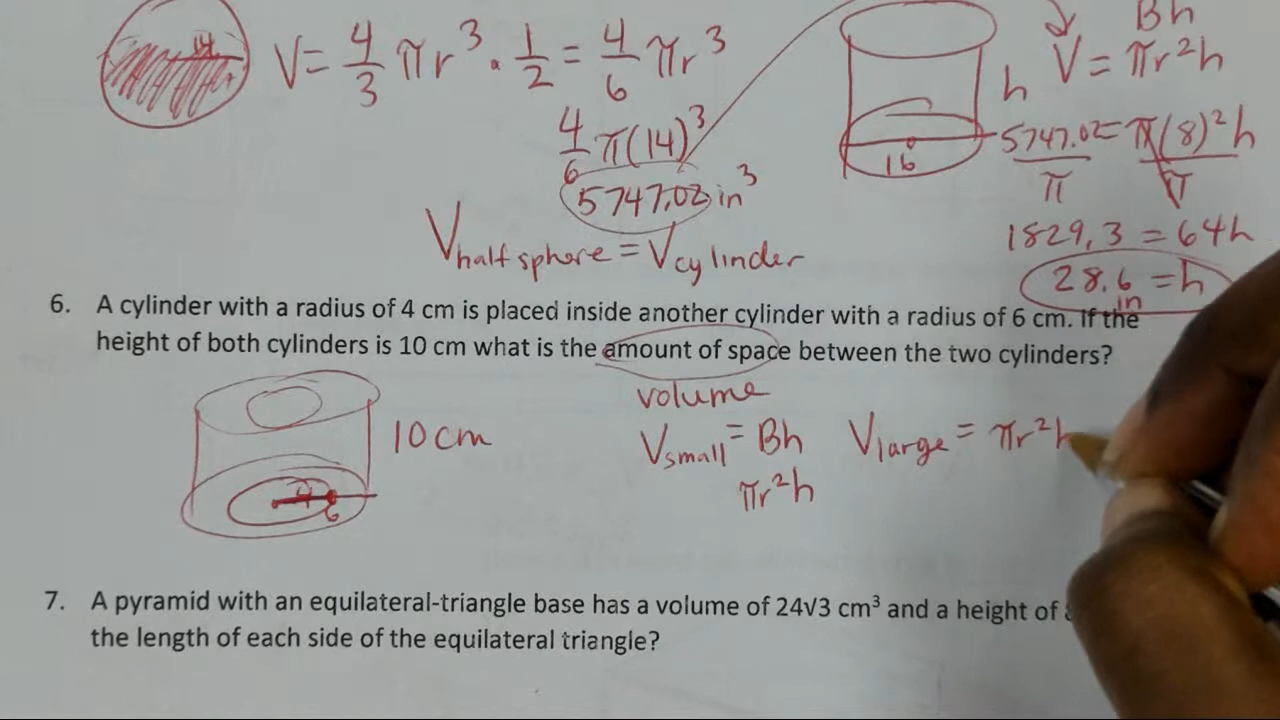 14
V = 4/3 πr³ · 1/2 = 4/6 πr³
4/6 π(14)³
5747.02 in³
V half sphere = V cylinder
16
h
Bh
V = πr²h
5747.02 = π(8)²h
π π
1829.3 = 64h
28.6 = h
in
6. A cylinder with a radius of 4 cm is placed inside another cylinder with a radius of 6 cm. If the
height of both cylinders is 10 cm what is the amount of space between the two cylinders?
10 cm
4
6
volume
V small = Bh
πr²h
V large = πr²h
7. A pyramid with an equilateral-triangle base has a volume of 24√3 cm³ and a height of
the length of each side of the equilateral triangle?